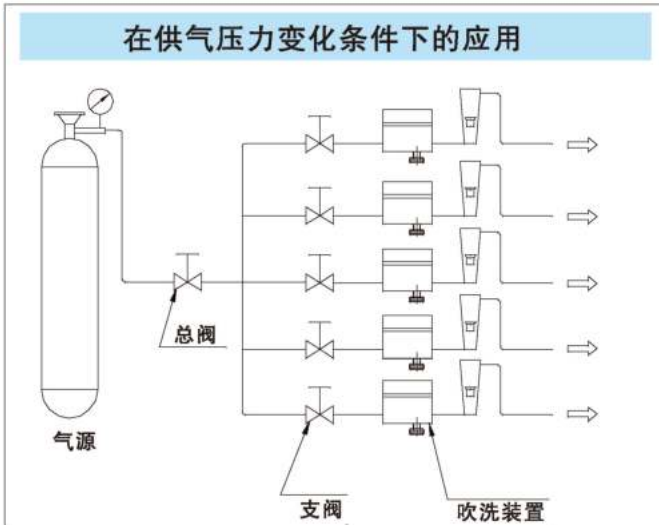 在供气压力变化条件下的应用
总阀
气源
支阀
吹洗装置